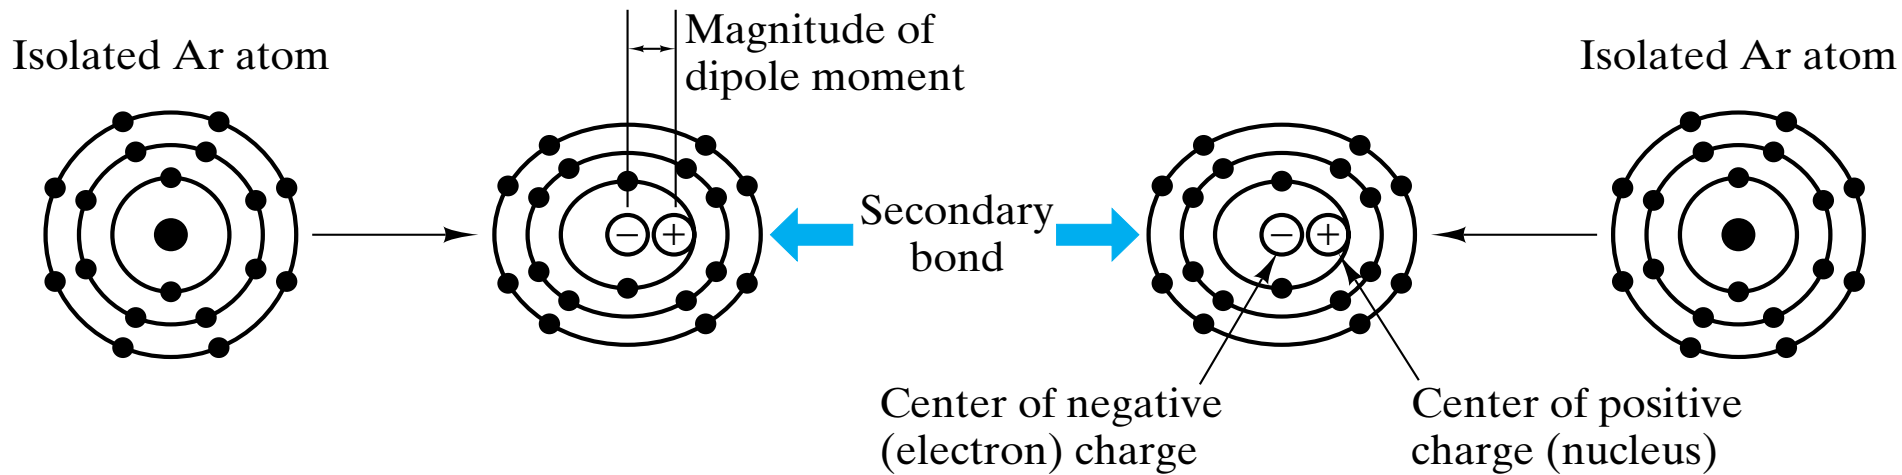 Isolated Ar atom
Magnitude of
dipole moment
Isolated Ar atom
− +
Secondary
bond
− +
Center of negative
(electron) charge
Center of positive
charge (nucleus)